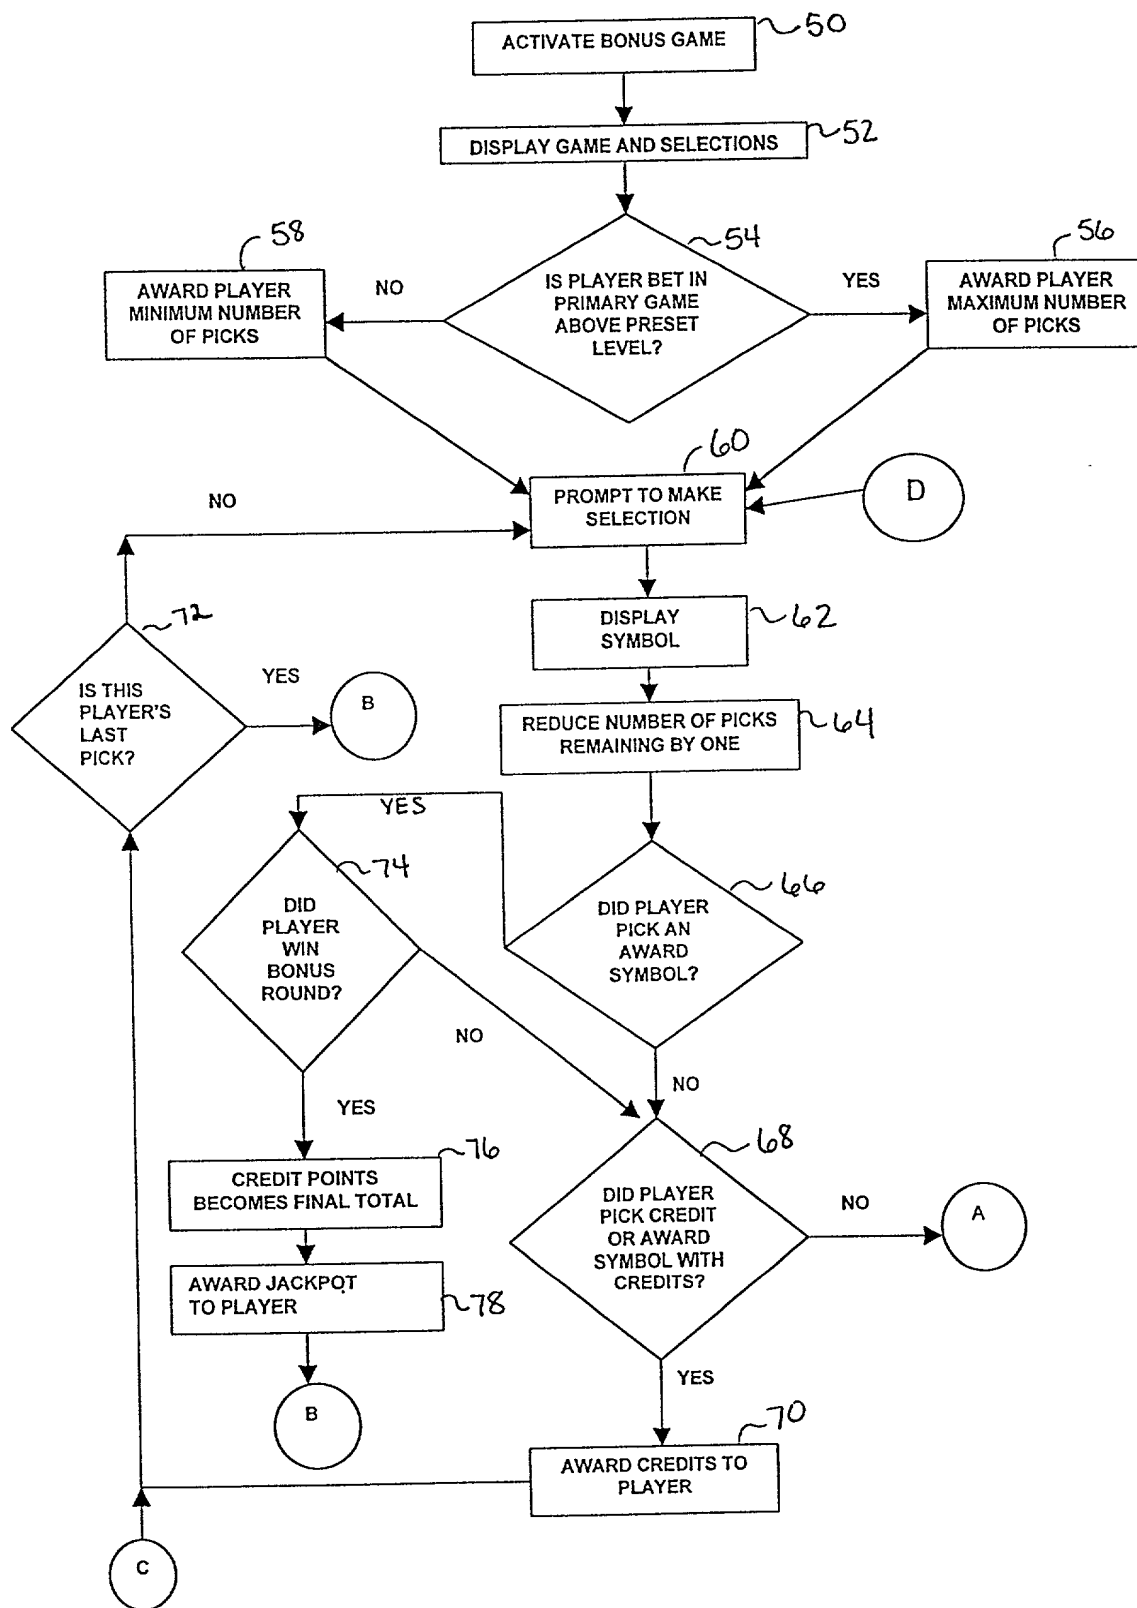 ACTIVATE BONUS GAME
50
DISPLAY GAME AND SELECTIONS
52
54
IS PLAYER BET IN
PRIMARY GAME
ABOVE PRESET
LEVEL?
NO
YES
58
AWARD PLAYER
MINIMUM NUMBER
OF PICKS
56
AWARD PLAYER
MAXIMUM NUMBER
OF PICKS
60
PROMPT TO MAKE
SELECTION
D
NO
DISPLAY
SYMBOL
62
72
IS THIS
PLAYER'S
LAST
PICK?
YES
B
REDUCE NUMBER OF PICKS
REMAINING BY ONE
64
YES
74
DID
PLAYER
WIN
BONUS
ROUND?
66
DID PLAYER
PICK AN
AWARD
SYMBOL?
NO
NO
YES
76
CREDIT POINTS
BECOMES FINAL TOTAL
68
DID PLAYER
PICK CREDIT
OR AWARD
SYMBOL WITH
CREDITS?
NO
A
AWARD JACKPOT
TO PLAYER
78
B
YES
70
AWARD CREDITS TO
PLAYER
C